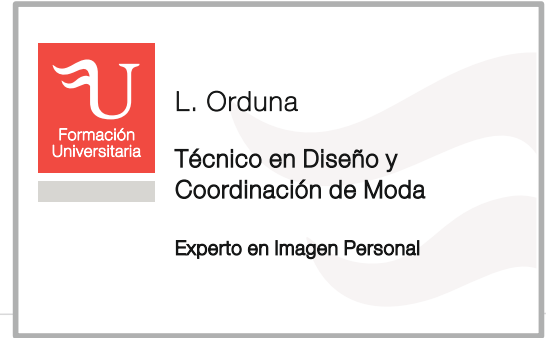 Formación
Universitaria
L. Orduna
Técnico en Diseño y
Coordinación de Moda
Experto en Imagen Personal